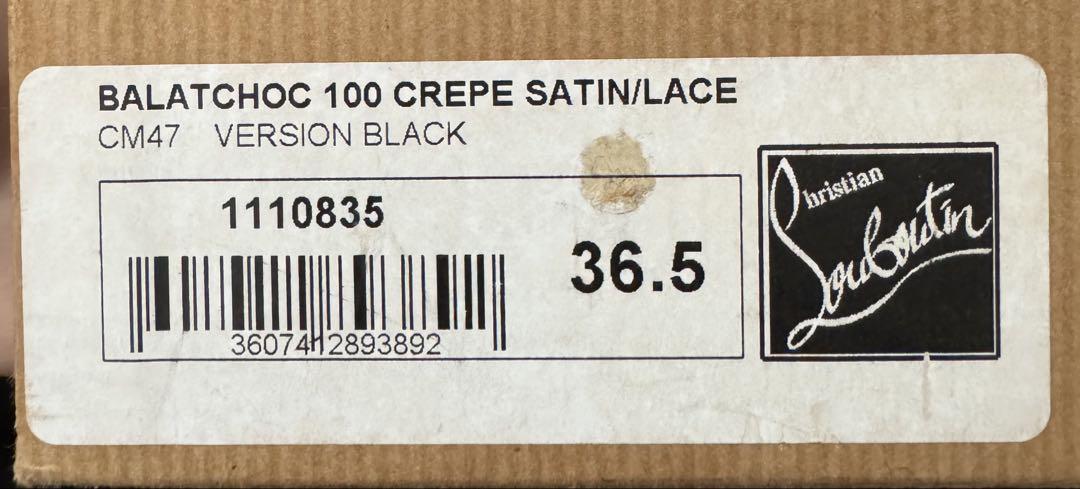 BALATCHOC 100 CREPE SATIN/LACE
CM47 VERSION BLACK
1110835
36.5
3607412893892
Christian
Louboutin